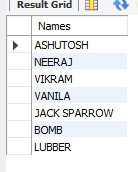 Result Grid
Names
ASHUTOSH
NEERAJ
VIKRAM
VANILA
JACK SPARROW
BOMB
LUBBER